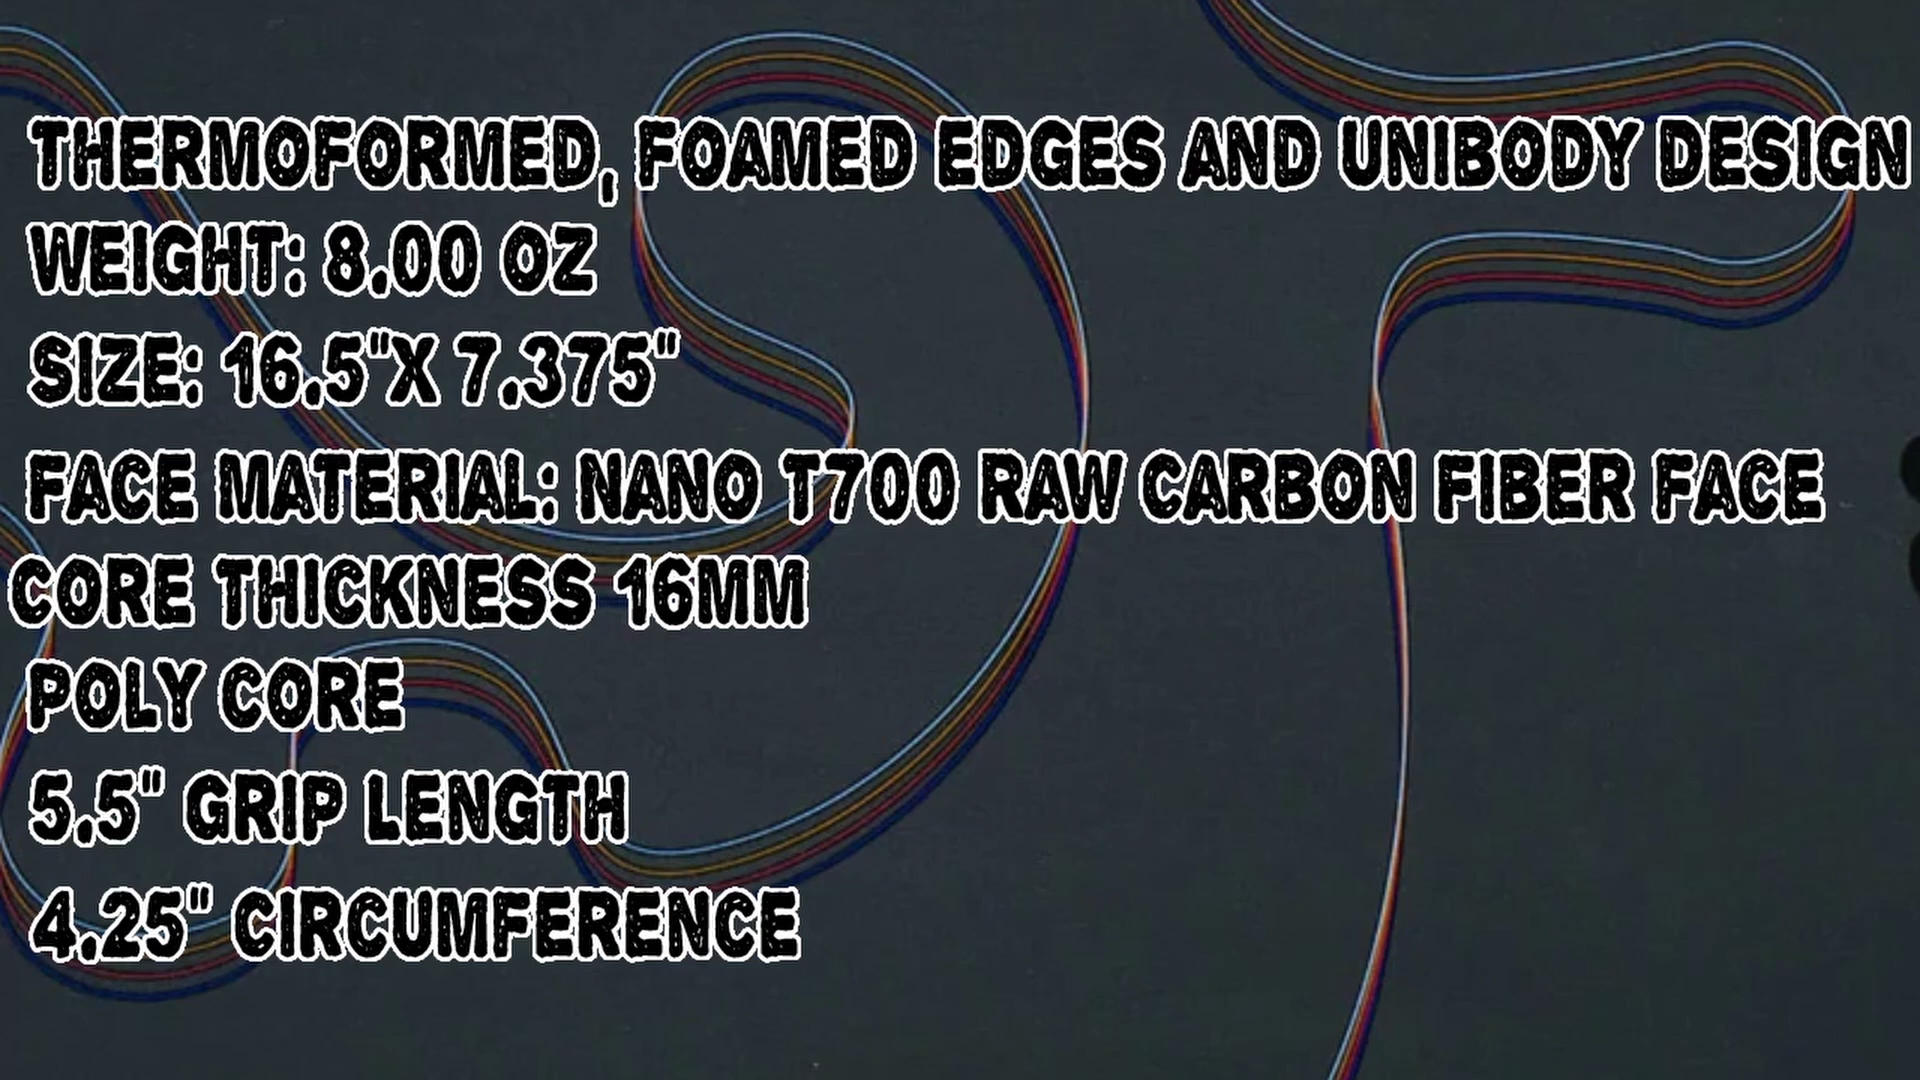 THERMOFORMED, FOAMED EDGES AND UNIBODY DESIGN
WEIGHT: 8.00 OZ
SIZE: 16.5"X 7.375"
FACE MATERIAL: NANO T700 RAW CARBON FIBER FACE
CORE THICKNESS 16MM
POLY CORE
5.5" GRIP LENGTH
4.25" CIRCUMFERENCE